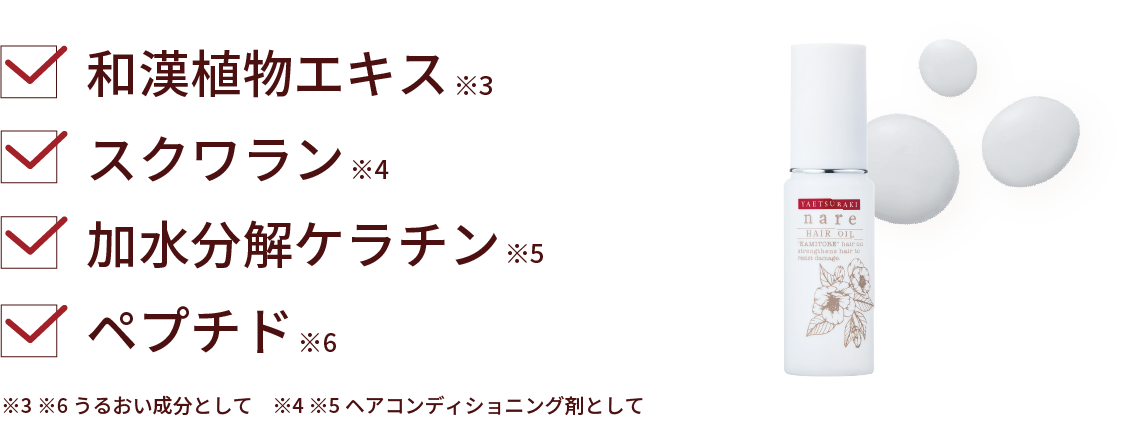 和漢植物エキス※3
スクワラン※4
加水分解ケラチン※5
ペプチド※6
※3 ※6 うるおい成分として ※4 ※5 ヘアコンディショニング剤として
YAETSUBAKI
nare
HAIR OIL
"KAMITORE" hair oil
strengthens hair to
resist damage.